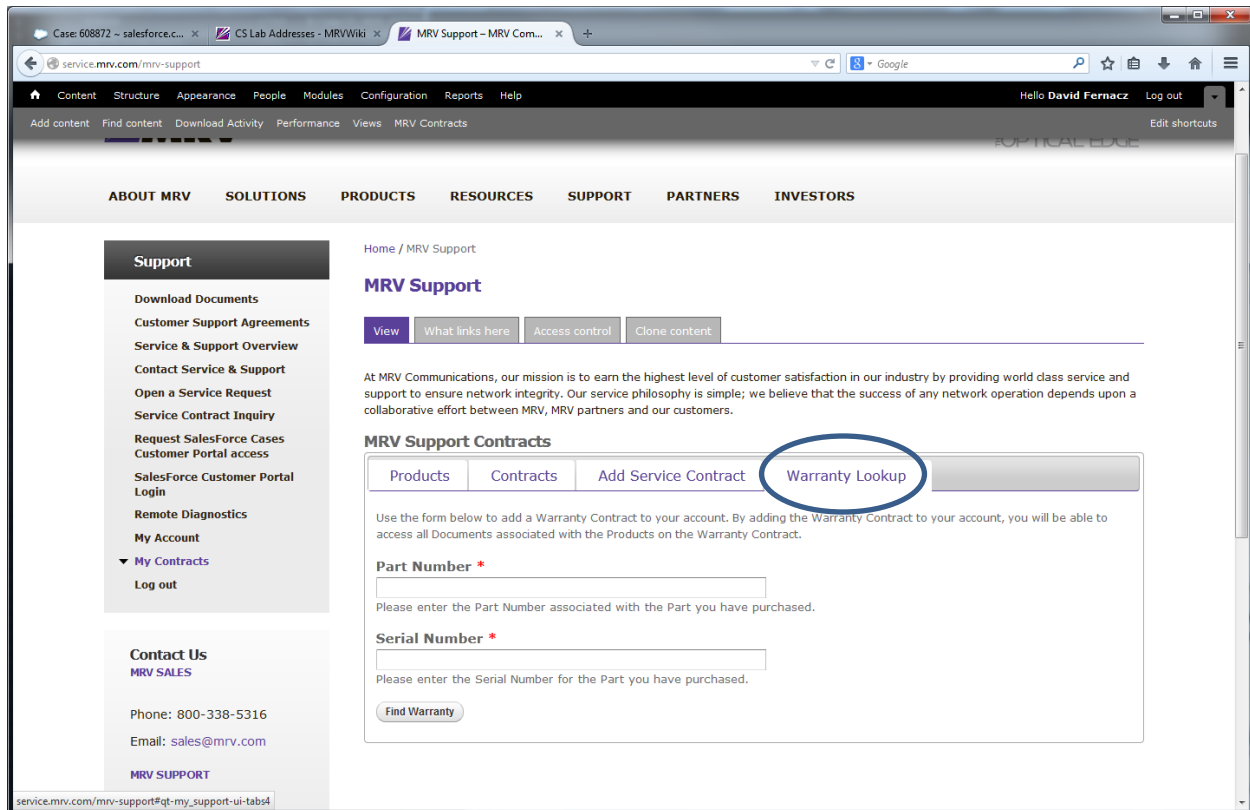 Case: 608872 ~ salesforce.c...
CS Lab Addresses - MRVWiki
MRV Support – MRV Com...
service.mrv.com/mrv-support
Google
Content Structure Appearance People Modules Configuration Reports Help
Hello David Fernacz Log out
Add content Find content Download Activity Performance Views MRV Contracts
Edit shortcuts
OPTICAL EDGE
ABOUT MRV SOLUTIONS PRODUCTS RESOURCES SUPPORT PARTNERS INVESTORS
Support
Download Documents
Customer Support Agreements
Service & Support Overview
Contact Service & Support
Open a Service Request
Service Contract Inquiry
Request SalesForce Cases
Customer Portal access
SalesForce Customer Portal
Login
Remote Diagnostics
My Account
My Contracts
Log out
Contact Us
MRV SALES
Phone: 800-338-5316
Email: sales@mrv.com
MRV SUPPORT
Home / MRV Support
MRV Support
View What links here Access control Clone content
At MRV Communications, our mission is to earn the highest level of customer satisfaction in our industry by providing world class service and
support to ensure network integrity. Our service philosophy is simple; we believe that the success of any network operation depends upon a
collaborative effort between MRV, MRV partners and our customers.
MRV Support Contracts
Products Contracts Add Service Contract Warranty Lookup
Use the form below to add a Warranty Contract to your account. By adding the Warranty Contract to your account, you will be able to
access all Documents associated with the Products on the Warranty Contract.
Part Number *
Please enter the Part Number associated with the Part you have purchased.
Serial Number *
Please enter the Serial Number for the Part you have purchased.
Find Warranty
service.mrv.com/mrv-support#qt-my_support-ui-tabs4